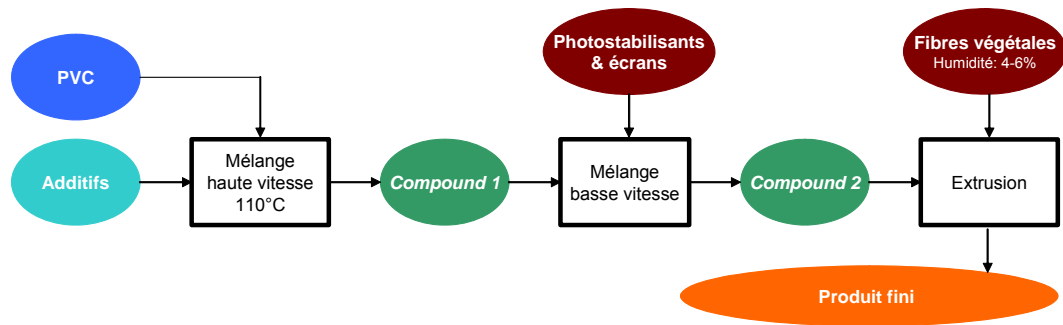 PVC
Photostabilisants
& écrans
Fibres végétales
Humidité: 4-6%
Additifs
Mélange
haute vitesse
110°C
Compound 1
Mélange
basse vitesse
Compound 2
Extrusion
Produit fini